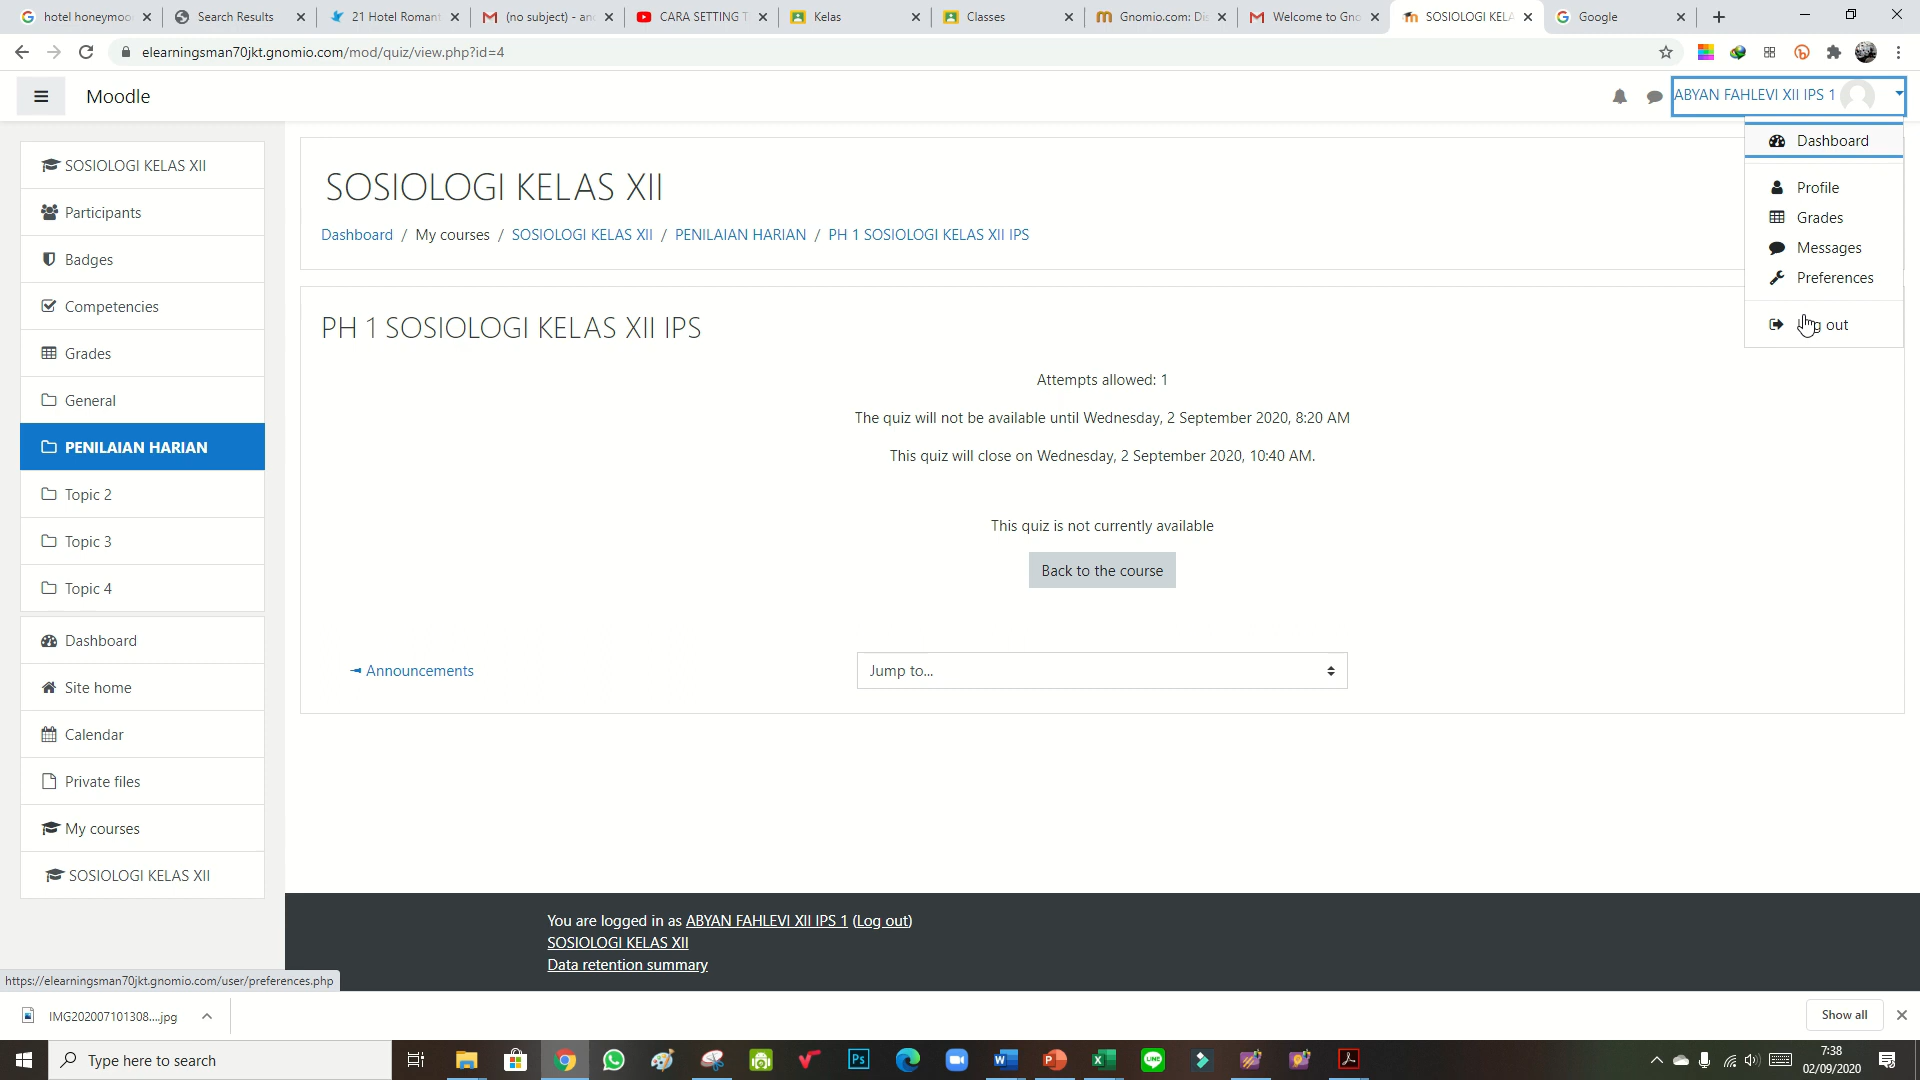 hotel honeymoo
Search Results
21 Hotel Romant
(no subject) - an
CARA SETTING T
Kelas
Classes
Gnomio.com: Di
Welcome to Gno
SOSIOLOGI KELA
Google
elearningsman70jkt.gnomio.com/mod/quiz/view.php?id=4
Moodle
ABYAN FAHLEVI XII IPS 1
Dashboard
Profile
Grades
Messages
Preferences
out
SOSIOLOGI KELAS XII
Participants
Badges
Competencies
Grades
General
PENILAIAN HARIAN
Topic 2
Topic 3
Topic 4
Dashboard
Site home
Calendar
Private files
My courses
SOSIOLOGI KELAS XII
SOSIOLOGI KELAS XII
Dashboard / My courses / SOSIOLOGI KELAS XII / PENILAIAN HARIAN / PH 1 SOSIOLOGI KELAS XII IPS
PH 1 SOSIOLOGI KELAS XII IPS
Attempts allowed: 1
The quiz will not be available until Wednesday, 2 September 2020, 8:20 AM
This quiz will close on Wednesday, 2 September 2020, 10:40 AM.
This quiz is not currently available
Back to the course
◄ Announcements
Jump to...
You are logged in as ABYAN FAHLEVI XII IPS 1 (Log out)
SOSIOLOGI KELAS XII
Data retention summary
https://elearningsman70jkt.gnomio.com/user/preferences.php
IMG202007101308....jpg
Show all
Type here to search
Ps
LINE
7:38
02/09/2020